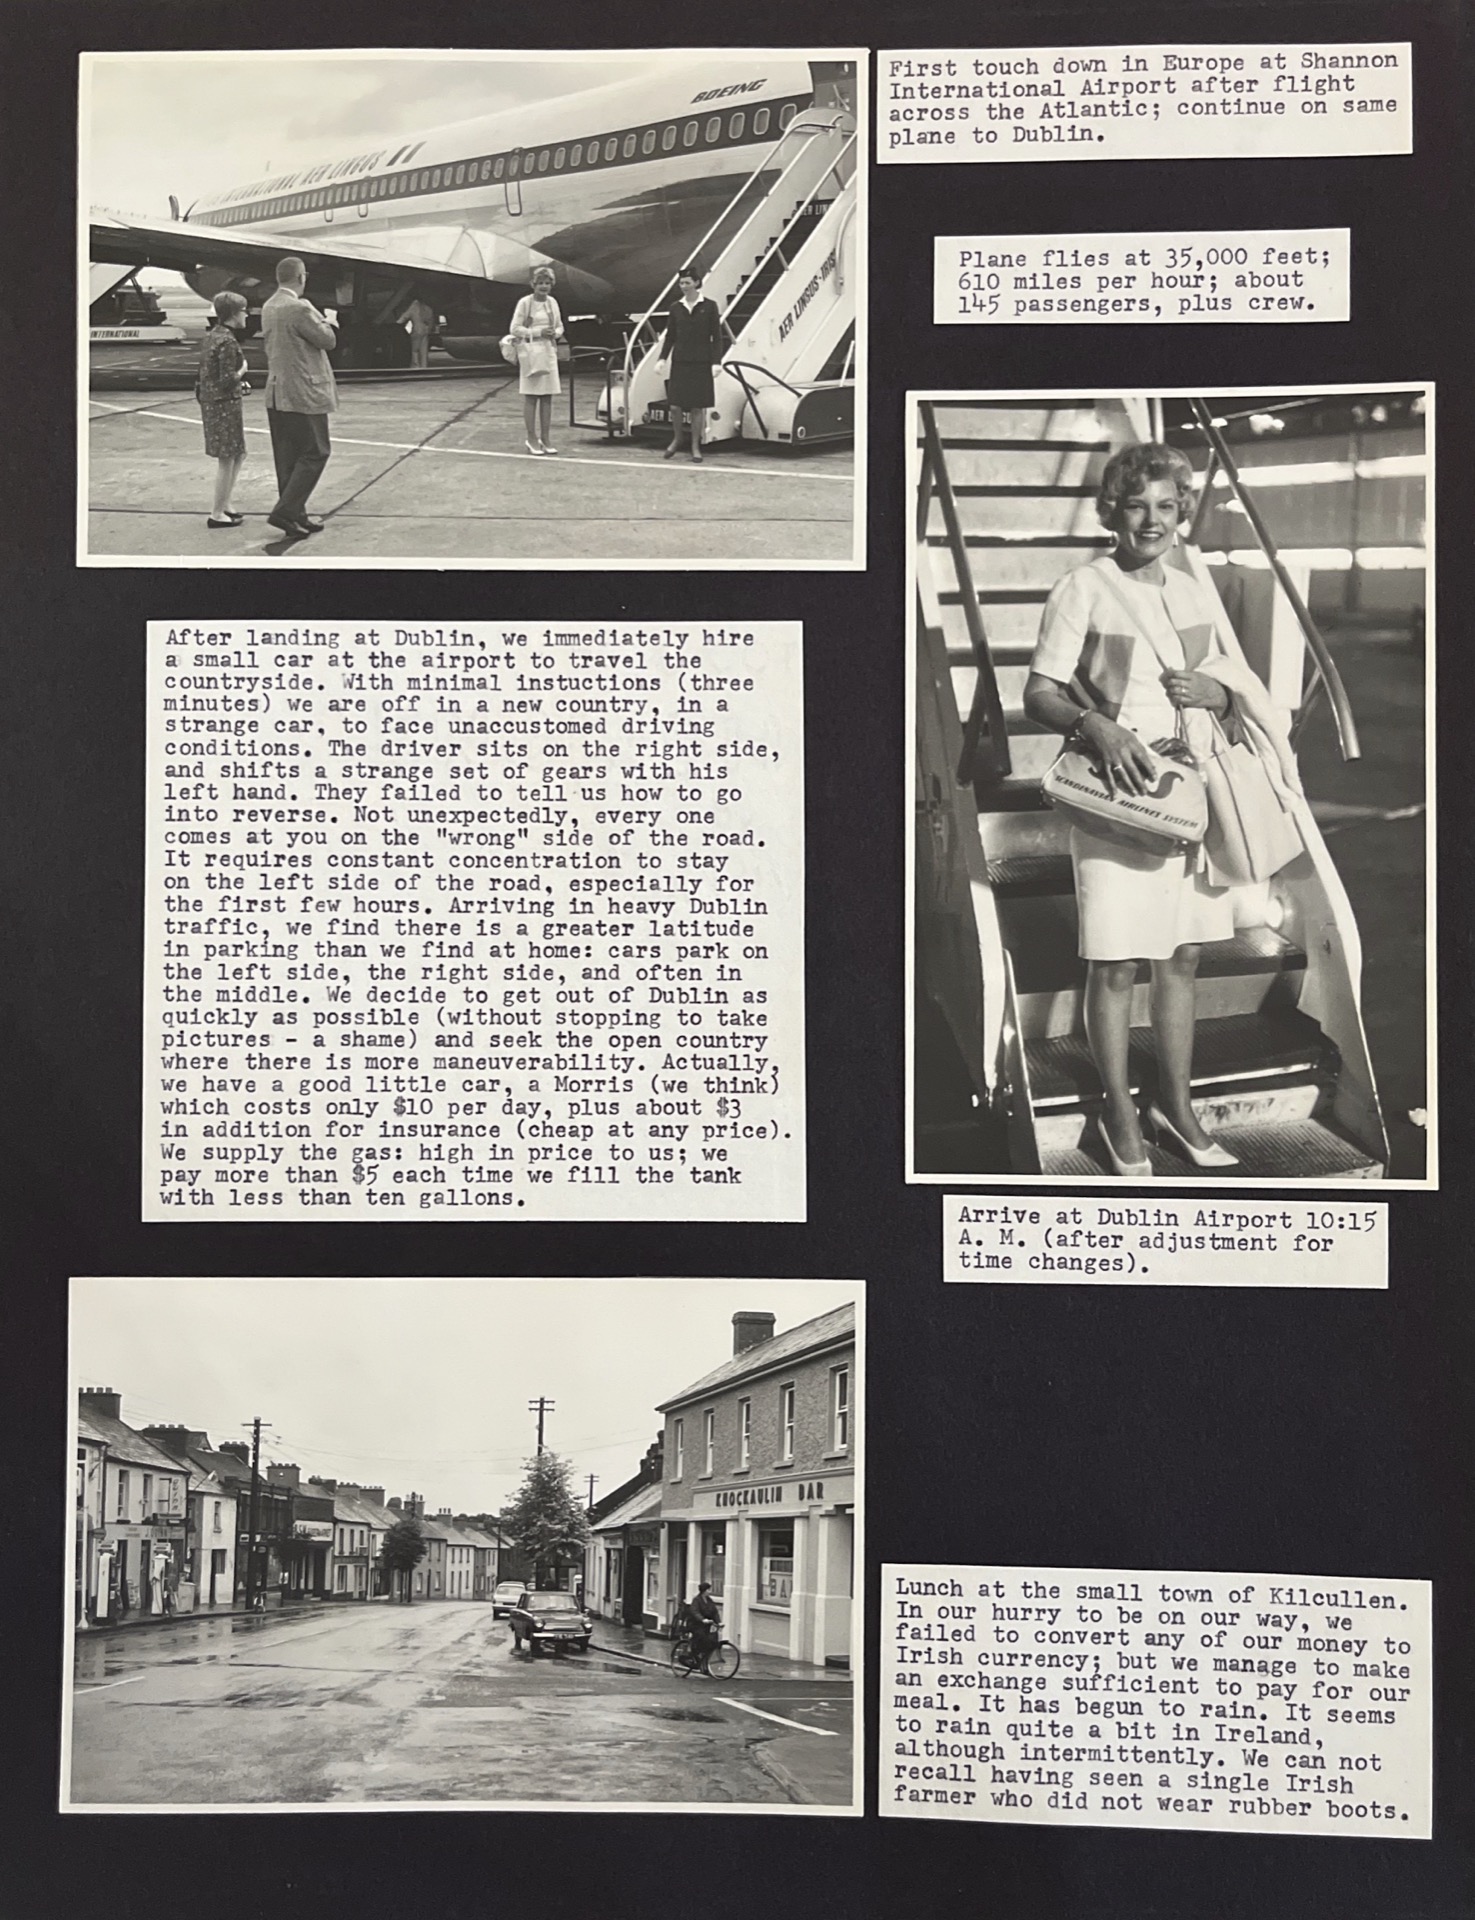 BOEING
INTERNATIONAL AER LINGUS
AER LINGUS-IRISH
INTERNATIONAL
First touch down in Europe at Shannon
International Airport after flight
across the Atlantic; continue on same
plane to Dublin.
Plane flies at 35,000 feet;
610 miles per hour; about
145 passengers, plus crew.
SCANDINAVIAN AIRLINES SYSTEM
After landing at Dublin, we immediately hire
a small car at the airport to travel the
countryside. With minimal instuctions (three
minutes) we are off in a new country, in a
strange car, to face unaccustomed driving
conditions. The driver sits on the right side,
and shifts a strange set of gears with his
left hand. They failed to tell us how to go
into reverse. Not unexpectedly, every one
comes at you on the "wrong" side of the road.
It requires constant concentration to stay
on the left side of the road, especially for
the first few hours. Arriving in heavy Dublin
traffic, we find there is a greater latitude
in parking than we find at home: cars park on
the left side, the right side, and often in
the middle. We decide to get out of Dublin as
quickly as possible (without stopping to take
pictures - a shame) and seek the open country
where there is more maneuverability. Actually,
we have a good little car, a Morris (we think)
which costs only $10 per day, plus about $3
in addition for insurance (cheap at any price).
We supply the gas: high in price to us; we
pay more than $5 each time we fill the tank
with less than ten gallons.
Arrive at Dublin Airport 10:15
A. M. (after adjustment for
time changes).
KNOCKAULIN BAR
BAR
Lunch at the small town of Kilcullen.
In our hurry to be on our way, we
failed to convert any of our money to
Irish currency; but we manage to make
an exchange sufficient to pay for our
meal. It has begun to rain. It seems
to rain quite a bit in Ireland,
although intermittently. We can not
recall having seen a single Irish
farmer who did not wear rubber boots.